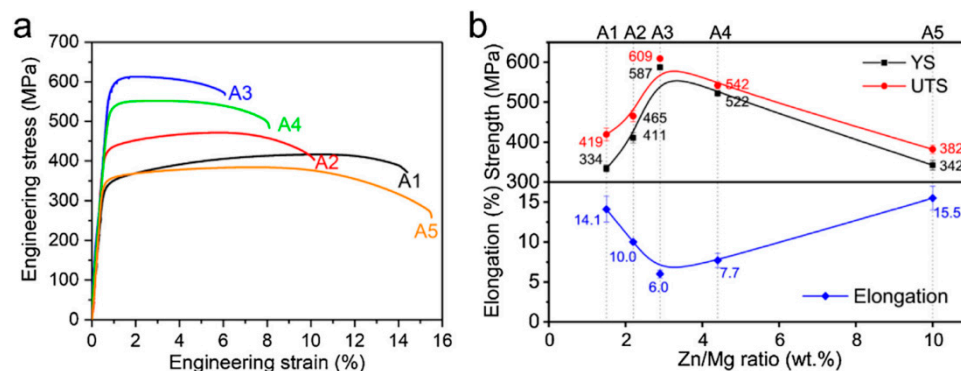 a
700
600
500
400
300
200
100
0
Engineering stress (MPa)
A3
A4
A2
A1
A5
0 2 4 6 8 10 12 14 16
Engineering strain (%)
b
A1 A2 A3 A4 A5
600
500
400
300
15
10
5
0
Elongation (%) Strength (MPa)
YS
UTS
609
587
542
522
465
419
411
334
382
342
14.1
10.0
6.0
7.7
15.5
Elongation
0 2 4 6 8 10
Zn/Mg ratio (wt.%)